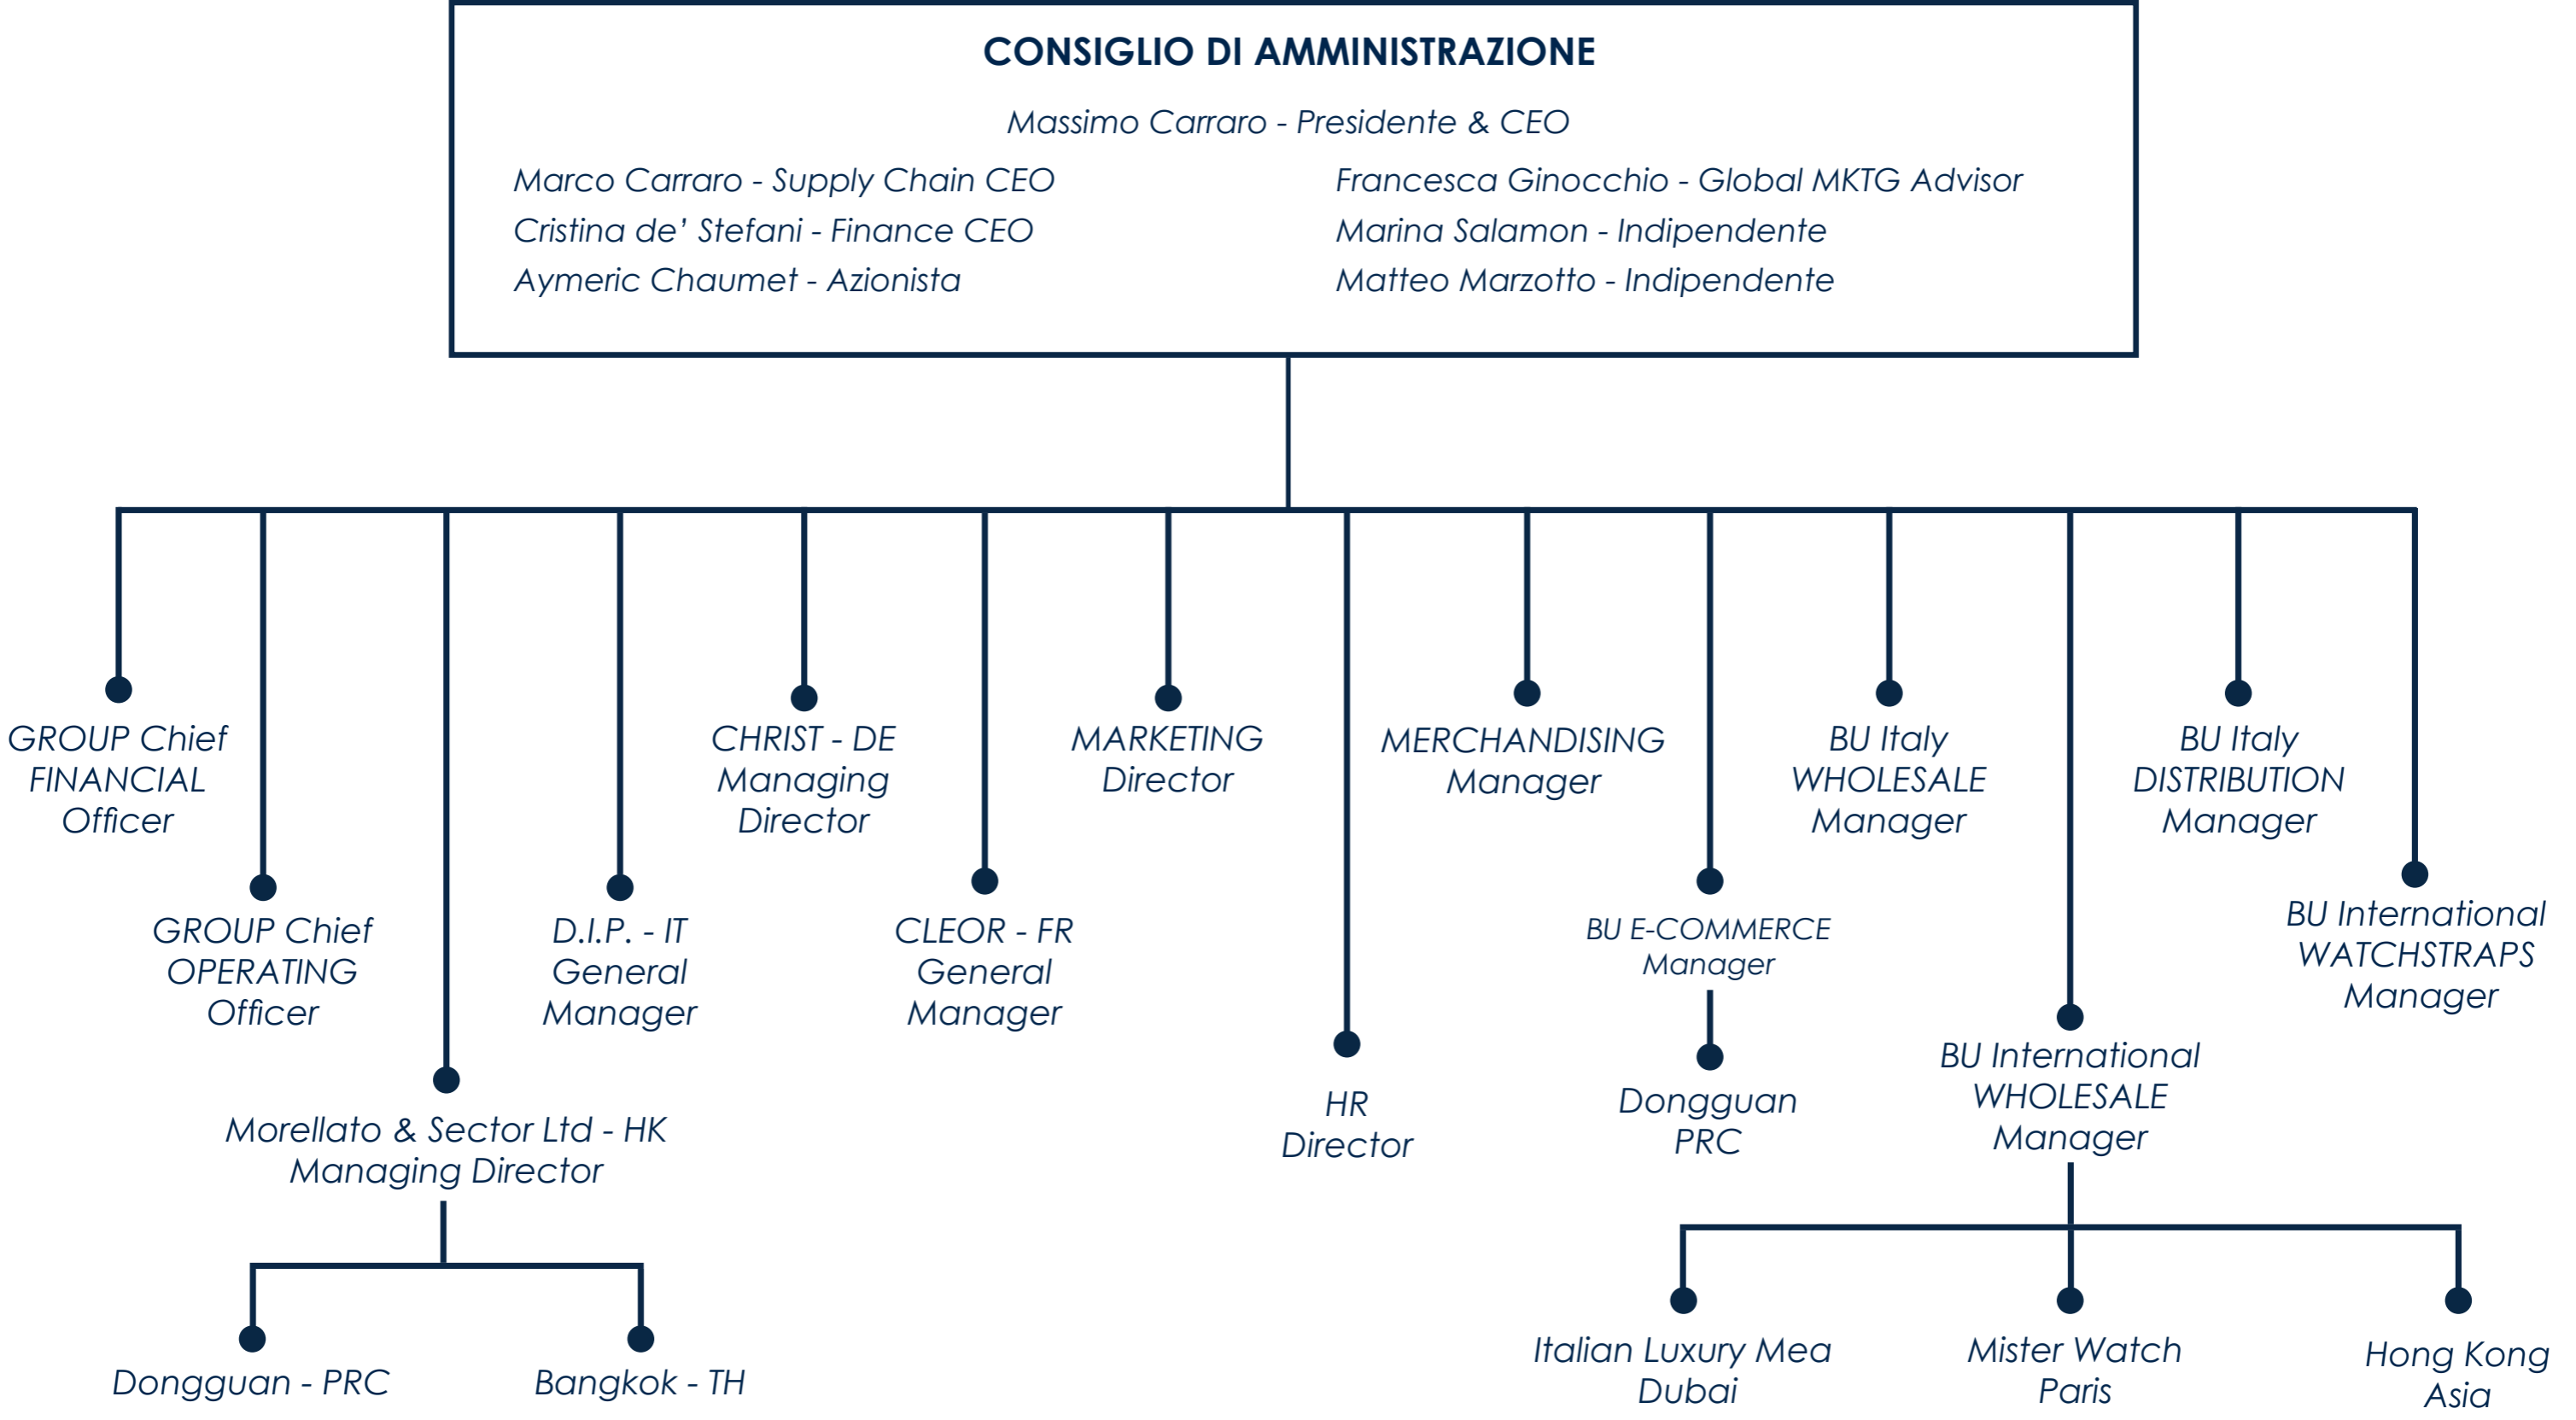 CONSIGLIO DI AMMINISTRAZIONE
Massimo Carraro - Presidente & CEO
Marco Carraro - Supply Chain CEO
Cristina de’ Stefani - Finance CEO
Aymeric Chaumet - Azionista
Francesca Ginocchio - Global MKTG Advisor
Marina Salamon - Indipendente
Matteo Marzotto - Indipendente
GROUP Chief
FINANCIAL
Officer
GROUP Chief
OPERATING
Officer
Morellato & Sector Ltd - HK
Managing Director
Dongguan - PRC
Bangkok - TH
D.I.P. - IT
General
Manager
CHRIST - DE
Managing
Director
CLEOR - FR
General
Manager
MARKETING
Director
HR
Director
MERCHANDISING
Manager
BU E-COMMERCE
Manager
Dongguan
PRC
BU Italy
WHOLESALE
Manager
BU International
WHOLESALE
Manager
Italian Luxury Mea
Dubai
Mister Watch
Paris
Hong Kong
Asia
BU Italy
DISTRIBUTION
Manager
BU International
WATCHSTRAPS
Manager